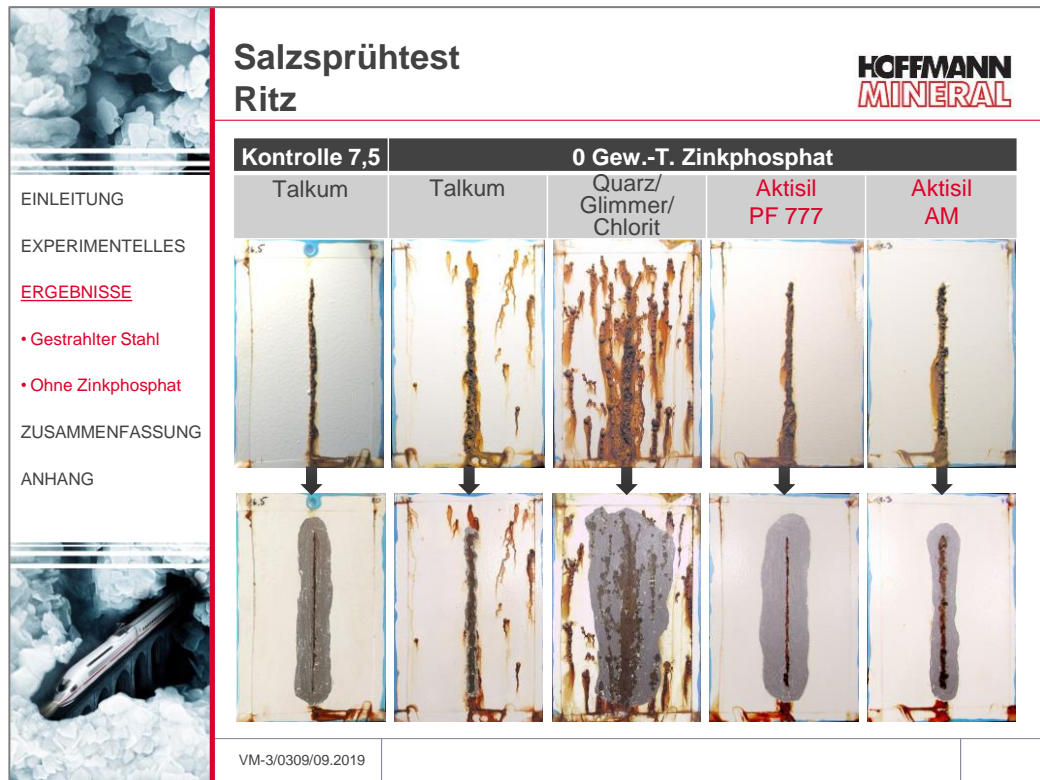 Salzsprühtest
Ritz
HOFFMANN
MINERAL
EINLEITUNG
EXPERIMENTELLES
ERGEBNISSE
• Gestrahlter Stahl
• Ohne Zinkphosphat
ZUSAMMENFASSUNG
ANHANG
Kontrolle 7,5
0 Gew.-T. Zinkphosphat
Talkum
Talkum
Quarz/
Glimmer/
Chlorit
Aktisil
PF 777
Aktisil
AM
VM-3/0309/09.2019